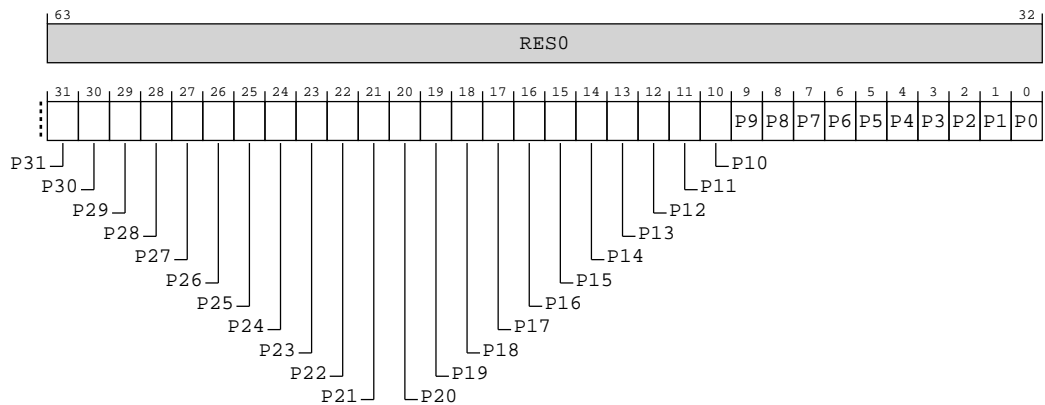 63 32
RES0
31 30 29 28 27 26 25 24 23 22 21 20 19 18 17 16 15 14 13 12 11 10 9 8 7 6 5 4 3 2 1 0
P9 P8 P7 P6 P5 P4 P3 P2 P1 P0
P31 P10
P30 P11
P29 P12
P28 P13
P27 P14
P26 P15
P25 P16
P24 P17
P23 P18
P22 P19
P21 P20